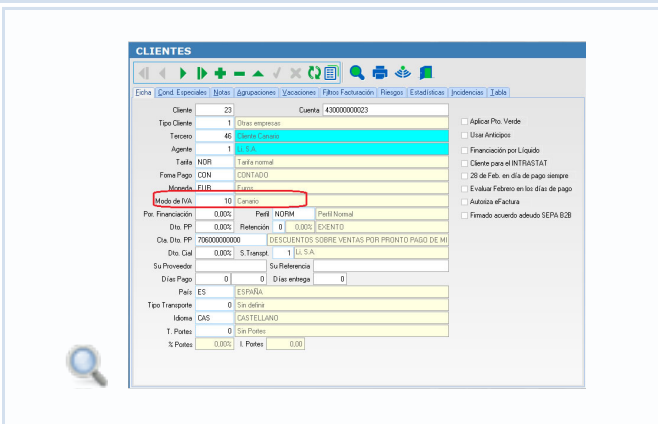 CLIENTES
Ficha Cond. Especiales Notas Agrupaciones Vacaciones Filtros Facturación Riesgos Estadísticas Incidencias Tabla
Cliente 23 Cuenta 430000000023
Tipo Cliente 1 Otras empresas
Aplicar Pto. Verde
Tercero 46 Cliente Canario
Usar Anticipos
Agente 1 Li, S.A.
Financiación por Líquido
Tarifa NOR Tarifa normal
Cliente para el INTRASTAT
Foma Pago CON CONTADO
28 de Feb. en día de pago siempre
Moneda EUR Euros
Evaluar Febrero en los días de pago
Modo de IVA 10 Canario
Autoriza eFactura
Por. Financiación 0,00% Perfil NORM Perfil Normal
Firmado acuerdo adeudo SEPA B2B
Dto. PP 0,00% Retención 0 0,00% EXENTO
Cta. Dto. PP 706000000000 DESCUENTOS SOBRE VENTAS POR PRONTO PAGO DE MI
Dto. Cial 0,00% S.Transpt. 1 Li, S.A.
Su Proveedor Su Referencia
Días Pago 0 0 Días entrega 0
País ES ESPAÑA
Tipo Transporte 0 Sin definir
Idioma CAS CASTELLANO
T. Portes 0 Sin Portes
% Portes 0,00% I. Portes 0,00